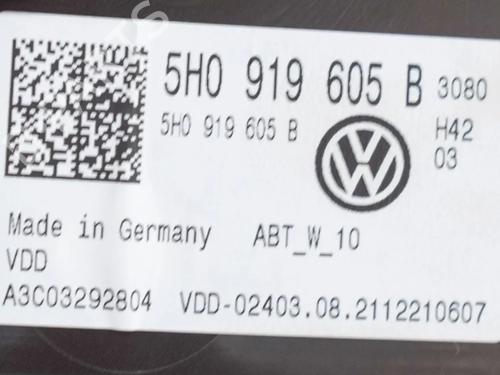 5H0 919 605 B 3080
5H0 919 605 B
H42
03
Made in Germany ABT_W_10
VDD
A3C03292804 VDD-02403.08.2112210607